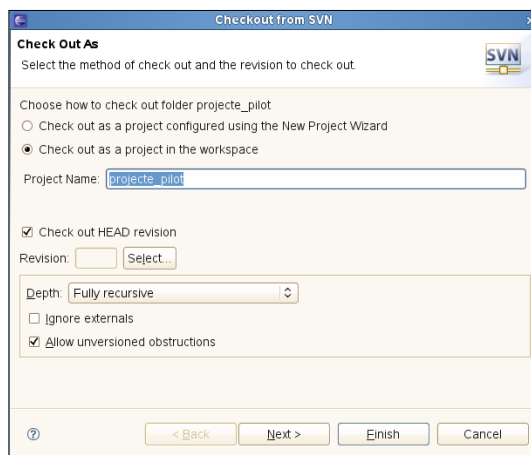 Checkout from SVN
Check Out As
Select the method of check out and the revision to check out.
SVN
Choose how to check out folder projecte_pilot
Check out as a project configured using the New Project Wizard
Check out as a project in the workspace
Project Name: projecte_pilot
Check out HEAD revision
Revision: Select...
Depth: Fully recursive
Ignore externals
Allow unversioned obstructions
? < Back Next > Finish Cancel